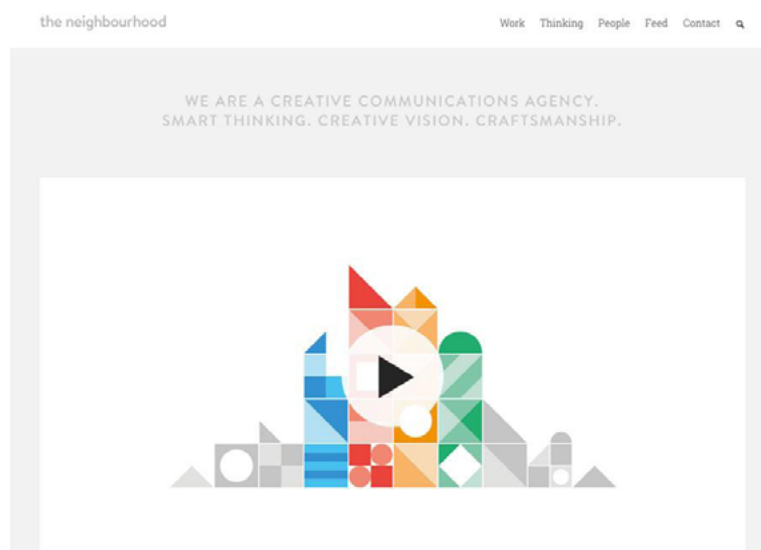 the neighbourhood
Work Thinking People Feed Contact
WE ARE A CREATIVE COMMUNICATIONS AGENCY.
SMART THINKING. CREATIVE VISION. CRAFTSMANSHIP.